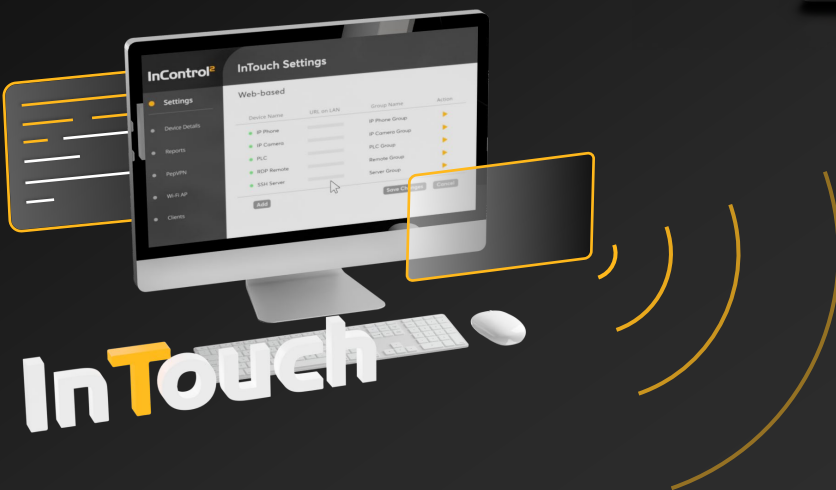 InControl²
InTouch Settings
Settings
Device Details
Reports
PepVPN
Wi-Fi AP
Clients
Web-based
Device Name URL on LAN Group Name Action
IP Phone IP Phone Group
IP Camera IP Camera Group
PLC PLC Group
RDP Remote Remote Group
SSH Server Server Group
Add
Save Changes Cancel
InTouch